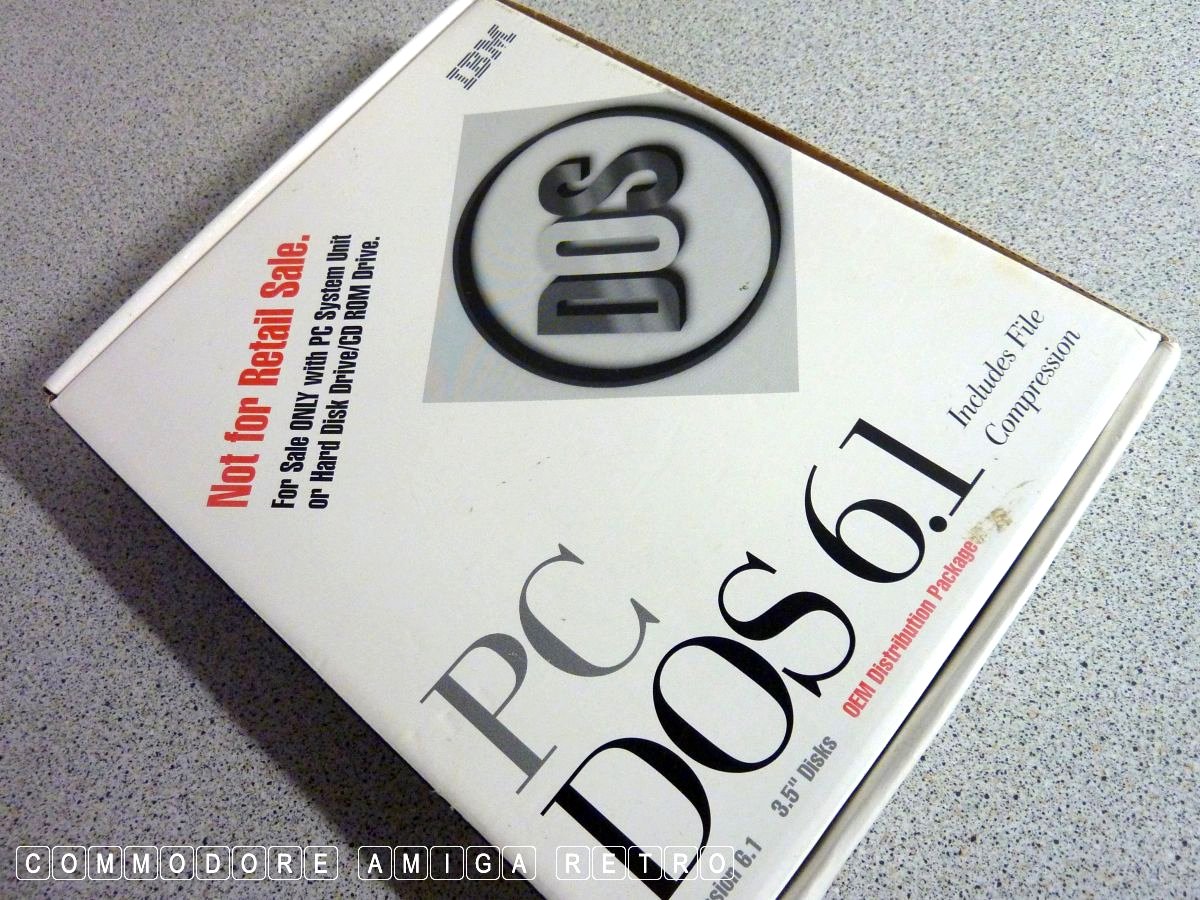 IBM
DOS
Not for Retail Sale.
For Sale ONLY with PC System Unit
or Hard Disk Drive/CD ROM Drive.
PC
DOS 6.1
Includes File
Compression
OEM Distribution Package
6.1
3.5" Disks
COMMODORE AMIGA RETRO